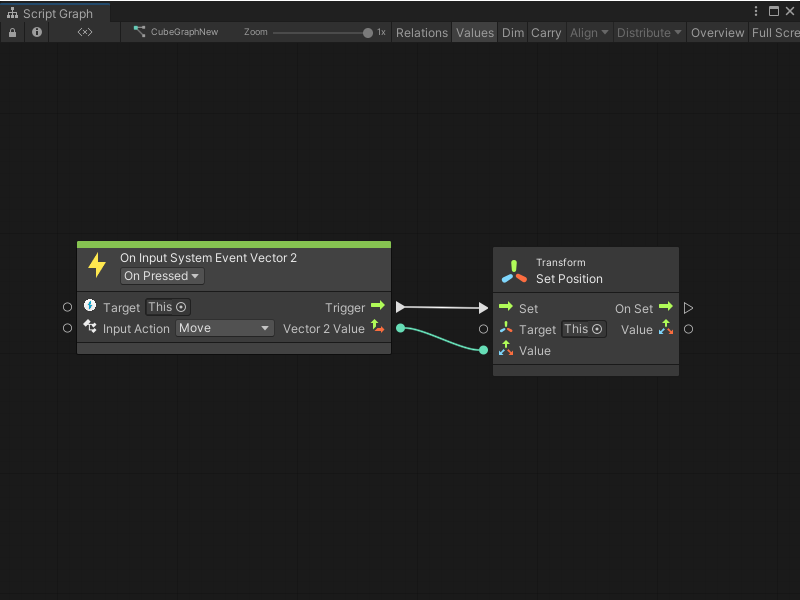 Script Graph
<×> CubeGraphNew Zoom 1x Relations Values Dim Carry Align Distribute Overview Full Scre
On Input System Event Vector 2
On Pressed
Target This Trigger
Input Action Move Vector 2 Value
Transform
Set Position
Set On Set
Target This Value
Value